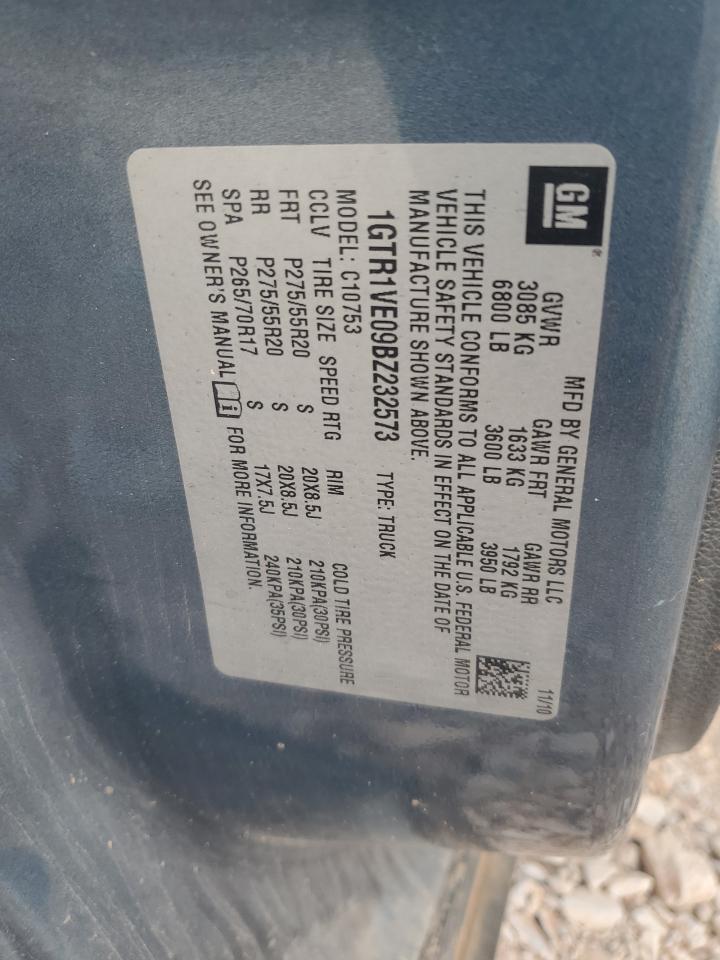 GM
MFD BY GENERAL MOTORS LLC 11/10
GVWR GAWR FRT GAWR RR
3085 KG 1633 KG 1792 KG
6800 LB 3600 LB 3950 LB
THIS VEHICLE CONFORMS TO ALL APPLICABLE U.S. FEDERAL MOTOR
VEHICLE SAFETY STANDARDS IN EFFECT ON THE DATE OF
MANUFACTURE SHOWN ABOVE.
1GTR1VE09BZ232573 TYPE: TRUCK
MODEL: C10753
CCLV TIRE SIZE SPEED RTG RIM COLD TIRE PRESSURE
FRT P275/55R20 S 20X8.5J 210KPA(30PSI)
RR P275/55R20 S 20X8.5J 210KPA(30PSI)
SPA P265/70R17 S 17X7.5J 240KPA(35PSI)
SEE OWNER'S MANUAL i FOR MORE INFORMATION.